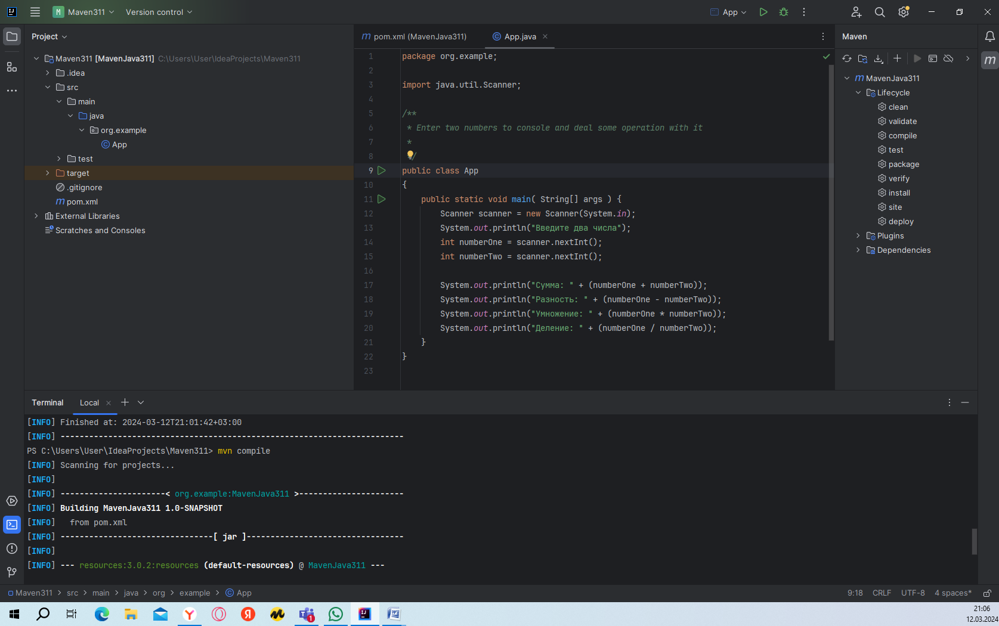 M Maven311 Version control App
Project
Maven311 [MavenJava311] C:\Users\User\IdeaProjects\Maven311
.idea
src
main
java
org.example
App
test
target
.gitignore
pom.xml
External Libraries
Scratches and Consoles
pom.xml (MavenJava311) App.java
1 package org.example;
2
3 import java.util.Scanner;
4
5 /**
6 * Enter two numbers to console and deal some operation with it
7 *
8 */
9 public class App
10 {
11 public static void main( String[] args ) {
12 Scanner scanner = new Scanner(System.in);
13 System.out.println("Введите два числа");
14 int numberOne = scanner.nextInt();
15 int numberTwo = scanner.nextInt();
16
17 System.out.println("Сумма: " + (numberOne + numberTwo));
18 System.out.println("Разность: " + (numberOne - numberTwo));
19 System.out.println("Умножение: " + (numberOne * numberTwo));
20 System.out.println("Деление: " + (numberOne / numberTwo));
21 }
22 }
23
Maven
MavenJava311
Lifecycle
clean
validate
compile
test
package
verify
install
site
deploy
Plugins
Dependencies
Terminal Local
[INFO] Finished at: 2024-03-12T21:01:42+03:00
[INFO] ------------------------------------------------------------------------
PS C:\Users\User\IdeaProjects\Maven311> mvn compile
[INFO] Scanning for projects...
[INFO]
[INFO] ----------------------< org.example:MavenJava311 >----------------------
[INFO] Building MavenJava311 1.0-SNAPSHOT
[INFO] from pom.xml
[INFO] --------------------------------[ jar ]---------------------------------
[INFO]
[INFO] --- resources:3.0.2:resources (default-resources) @ MavenJava311 ---
Maven311 > src > main > java > org > example > App 9:18 CRLF UTF-8 4 spaces*
21:06
12.03.2024